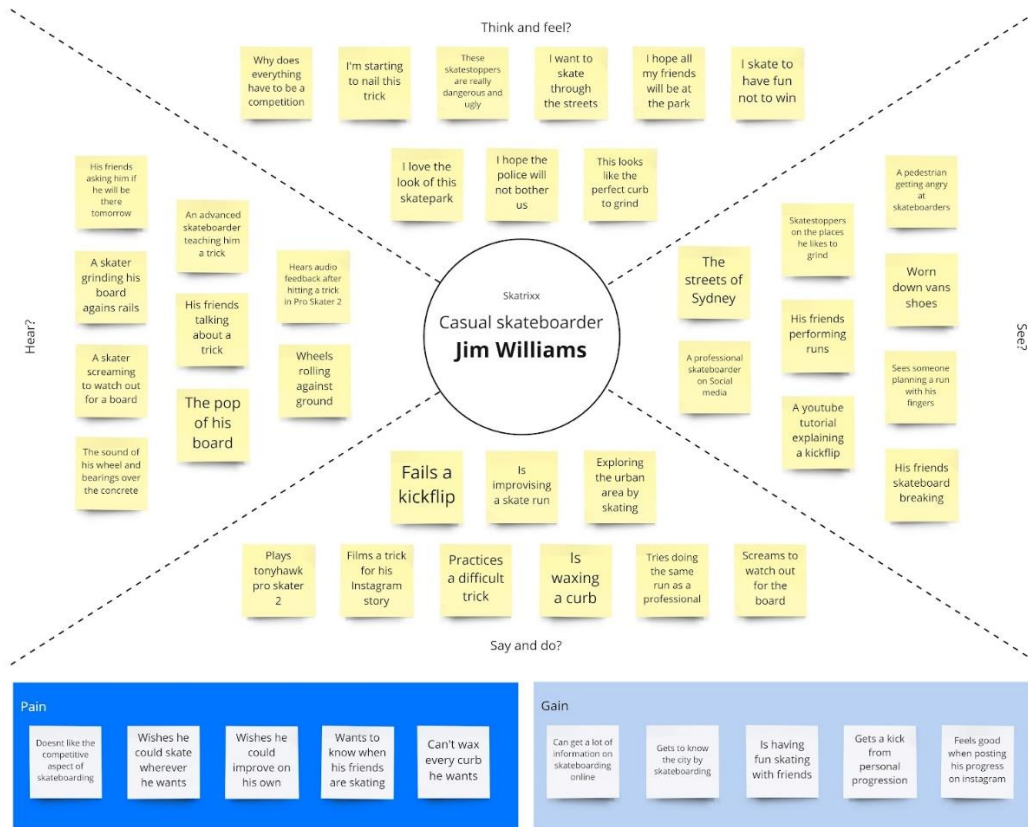 Think and feel?
Why does
everything
have to be a
competition
I'm starting
to nail this
trick
These
skatestoppers
are really
dangerous and
ugly
I want to
skate
through
the streets
I hope all
my friends
will be at
the park
I skate to
have fun
not to win
I love the
look of this
skatepark
I hope the
police will
not bother
us
This looks
like the
perfect curb
to grind
Hear?
His friends
asking him if
he will be
there
tomorrow
An advanced
skateboarder
teaching him
a trick
A skater
grinding his
board
agains rails
Hears audio
feedback after
hitting a trick
in Pro Skater 2
His friends
talking
about a
trick
A skater
screaming
to watch out
for a board
Wheels
rolling
against
ground
The pop
of his
board
The sound of
his wheel and
bearings over
the concrete
Skatrixx
Casual skateboarder
Jim Williams
See?
A pedestrian
getting angry
at
skateboarders
Skatestoppers
on the places
he likes to
grind
The
streets of
Sydney
Worn
down vans
shoes
His friends
performing
runs
A
professional
skateboarder
on Social
media
Sees someone
planning a run
with his
fingers
A youtube
tutorial
explaining
a kickflip
His friends
skateboard
breaking
Fails a
kickflip
Is
improvising
a skate run
Exploring
the urban
area by
skating
Plays
tonyhawk
pro skater
2
Films a trick
for his
Instagram
story
Practices
a difficult
trick
Is
waxing
a curb
Tries doing
the same
run as a
professional
Screams to
watch out
for the
board
Say and do?
Pain
Doesnt like the
competitive
aspect of
skateboarding
Wishes he
could skate
wherever
he wants
Wishes he
could
improve on
his own
Wants to
know when
his friends
are skating
Can't wax
every curb
he wants
Gain
Can get a lot of
information on
skateboarding
online
Gets to know
the city by
skateboarding
Is having
fun skating
with friends
Gets a kick
from
personal
progression
Feels good
when posting
his progress
on instagram